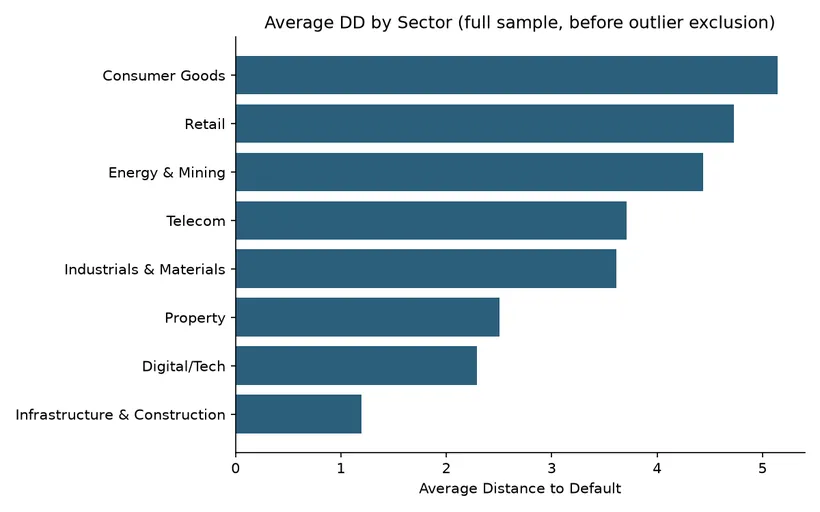 Average DD by Sector (full sample, before outlier exclusion)
Consumer Goods
Retail
Energy & Mining
Telecom
Industrials & Materials
Property
Digital/Tech
Infrastructure & Construction
0 1 2 3 4 5
Average Distance to Default